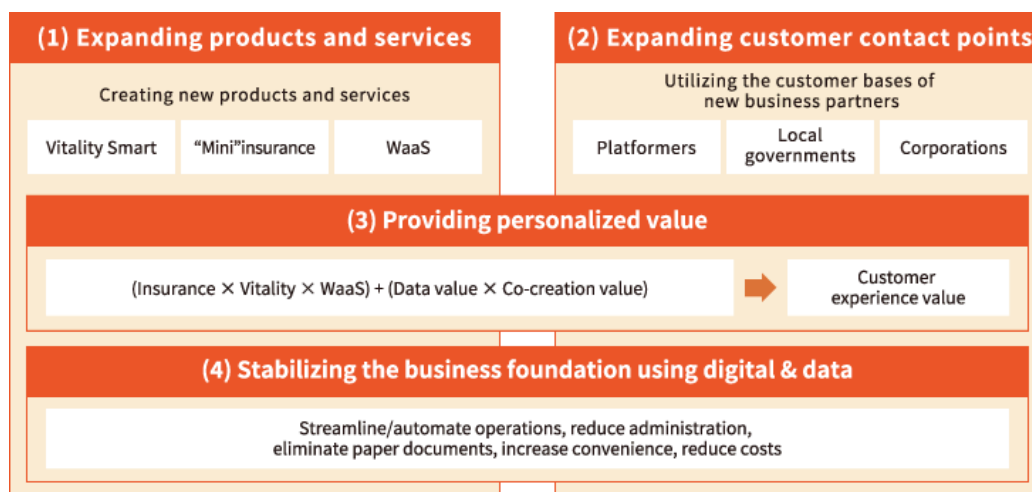 (1) Expanding products and services
Creating new products and services
Vitality Smart
“Mini”insurance
WaaS
(2) Expanding customer contact points
Utilizing the customer bases of
new business partners
Platformers
Local
governments
Corporations
(3) Providing personalized value
(Insurance × Vitality × WaaS) + (Data value × Co-creation value)
Customer
experience value
(4) Stabilizing the business foundation using digital & data
Streamline/automate operations, reduce administration,
eliminate paper documents, increase convenience, reduce costs